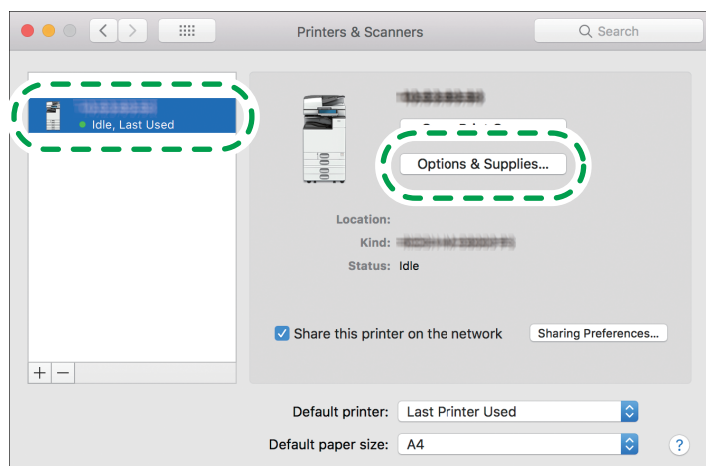 Printers & Scanners
Search
Idle, Last Used
Options & Supplies...
Location:
Kind:
Status: Idle
Share this printer on the network
Sharing Preferences...
+ −
Default printer: Last Printer Used
Default paper size: A4
?